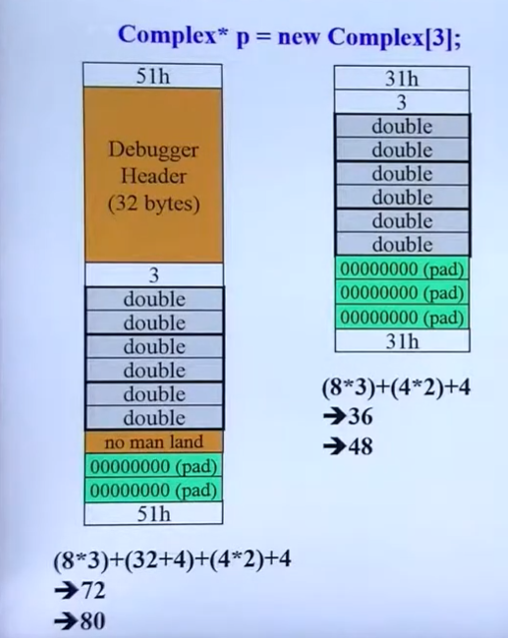 Complex* p = new Complex[3];
51h
Debugger
Header
(32 bytes)
3
double
double
double
double
double
double
no man land
00000000 (pad)
00000000 (pad)
51h
(8*3)+(32+4)+(4*2)+4
➔72
➔80
31h
3
double
double
double
double
double
double
00000000 (pad)
00000000 (pad)
00000000 (pad)
31h
(8*3)+(4*2)+4
➔36
➔48